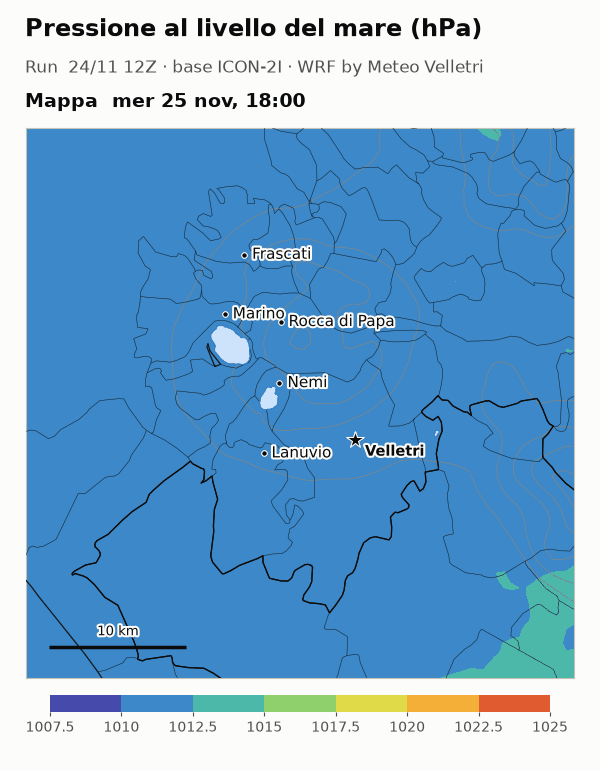 Pressione al livello del mare (hPa)
Run  24/11 12Z · base ICON-2I · WRF by Meteo Velletri
Mappa  mer 25 nov, 18:00
Frascati
Marino
Rocca di Papa
Nemi
Velletri
Lanuvio
10 km
1007.5 1010 1012.5 1015 1017.5 1020 1022.5 1025